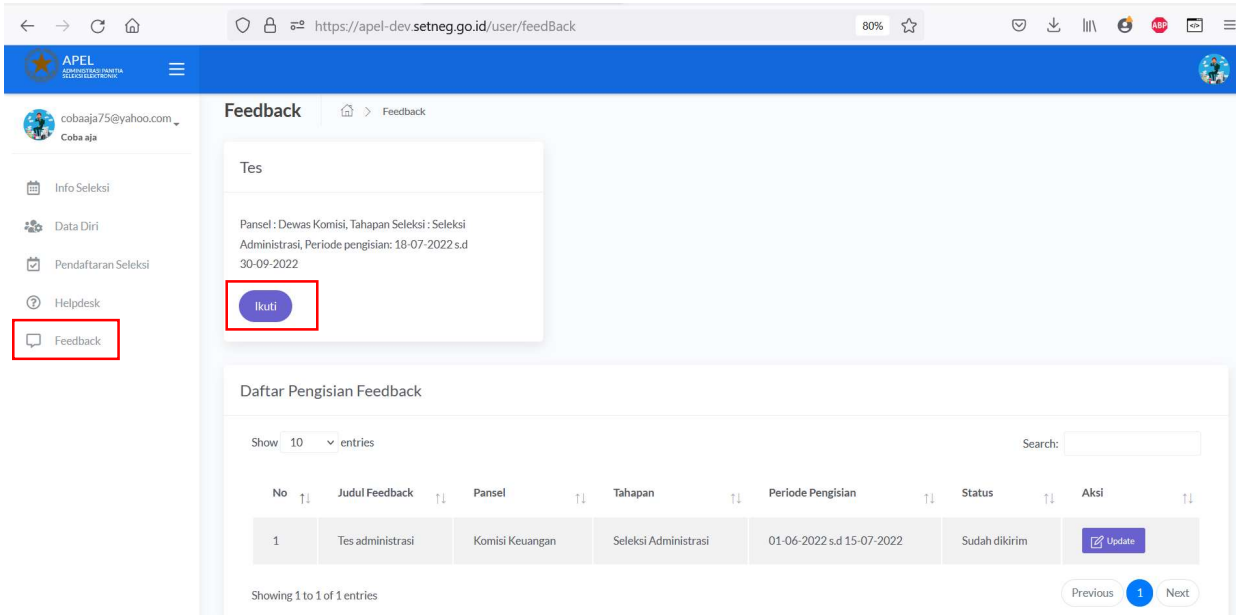 https://apel-dev.setneg.go.id/user/feedBack
80%
ABP
APEL
ADMINISTRASI PANITIA
SELEKSI ELEKTRONIK
cobaaja75@yahoo.com
Coba aja
Info Seleksi
Data Diri
Pendaftaran Seleksi
Helpdesk
Feedback
Feedback > Feedback
Tes
Pansel : Dewas Komisi, Tahapan Seleksi : Seleksi
Administrasi, Periode pengisian: 18-07-2022 s.d
30-09-2022
Ikuti
Daftar Pengisian Feedback
Show 10 entries Search:
No Judul Feedback Pansel Tahapan Periode Pengisian Status Aksi
1 Tes administrasi Komisi Keuangan Seleksi Administrasi 01-06-2022 s.d 15-07-2022 Sudah dikirim Update
Showing 1 to 1 of 1 entries Previous 1 Next